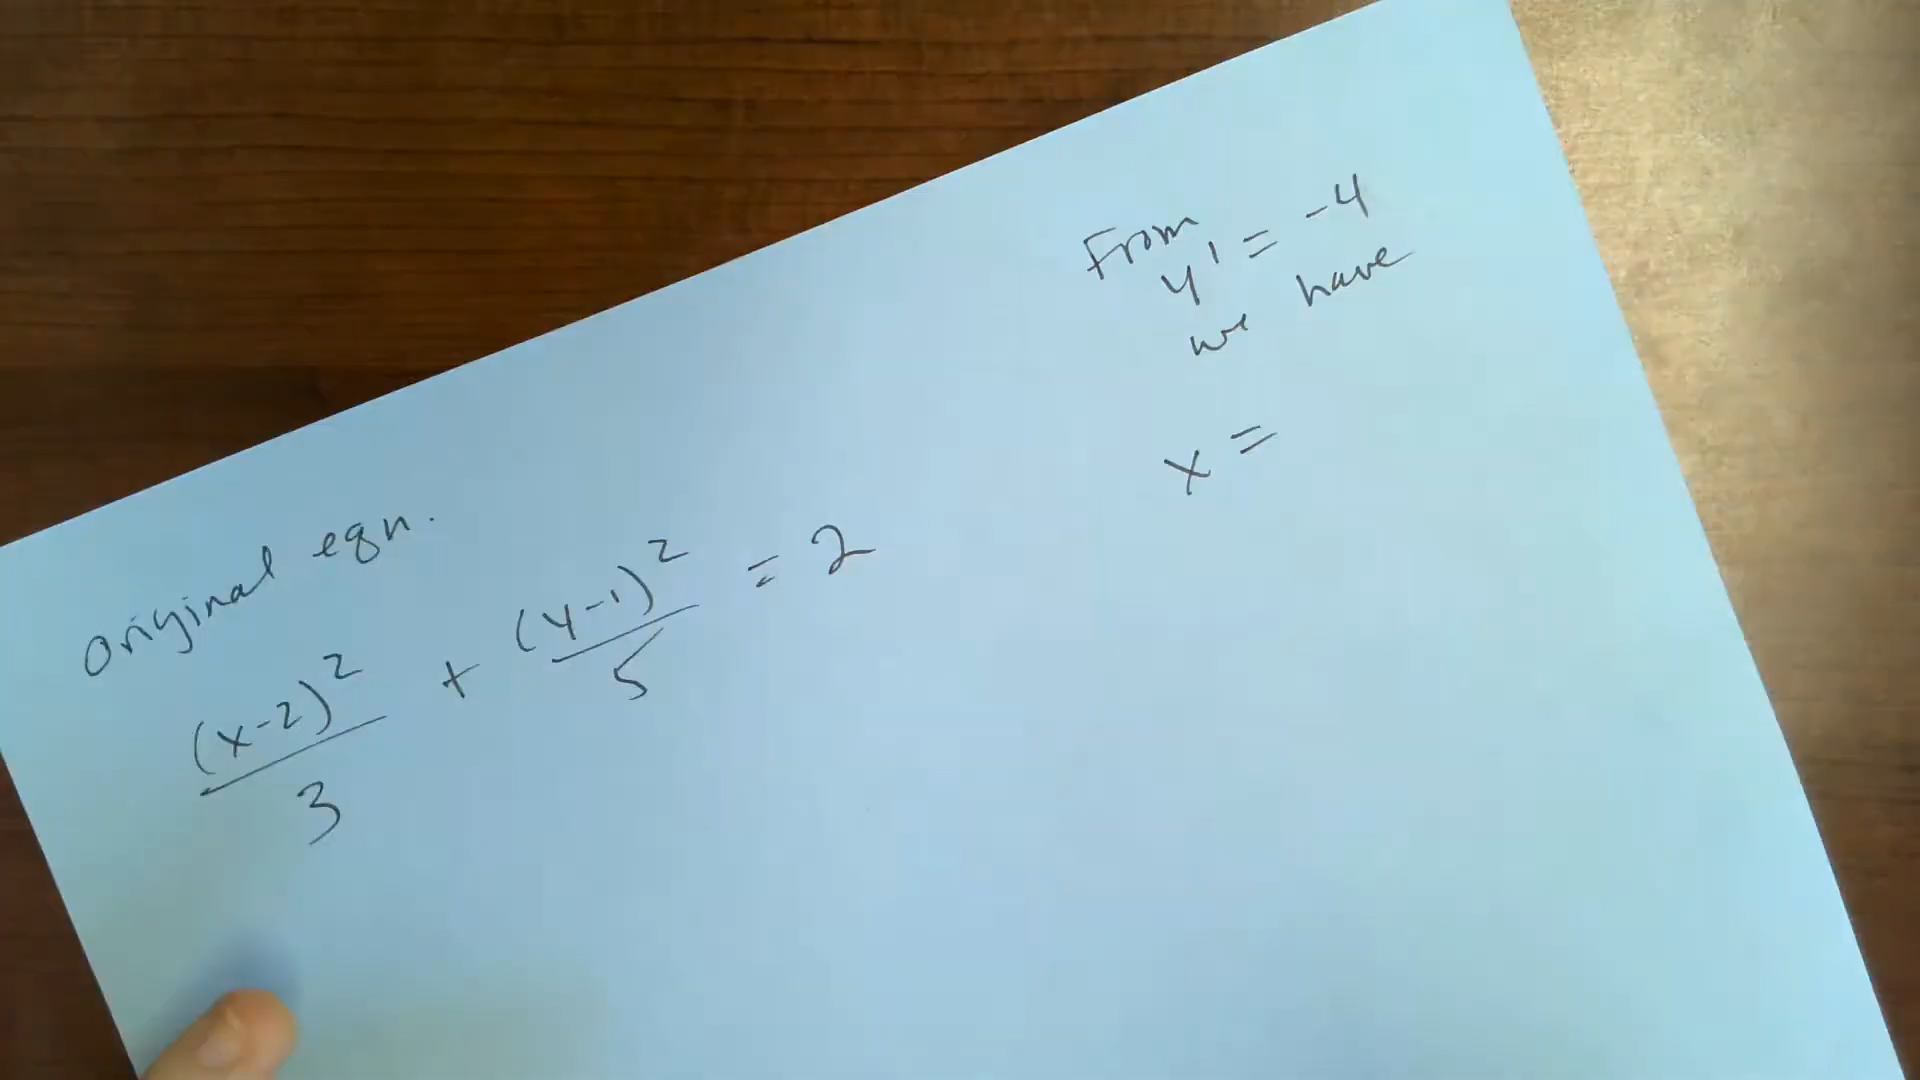 Original eqn.
(x-2)²/3 + (y-1)²/5 = 2
From
y' = -4
we have
x =